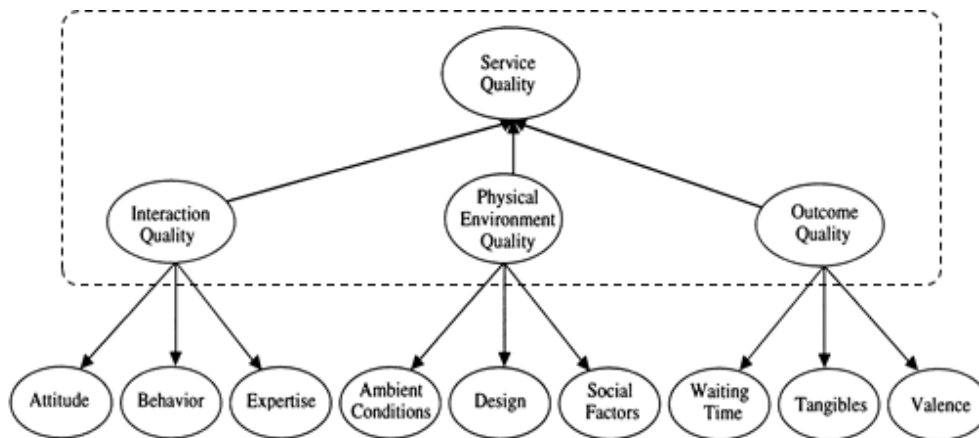 Service
Quality
Interaction
Quality
Physical
Environment
Quality
Outcome
Quality
Attitude
Behavior
Expertise
Ambient
Conditions
Design
Social
Factors
Waiting
Time
Tangibles
Valence